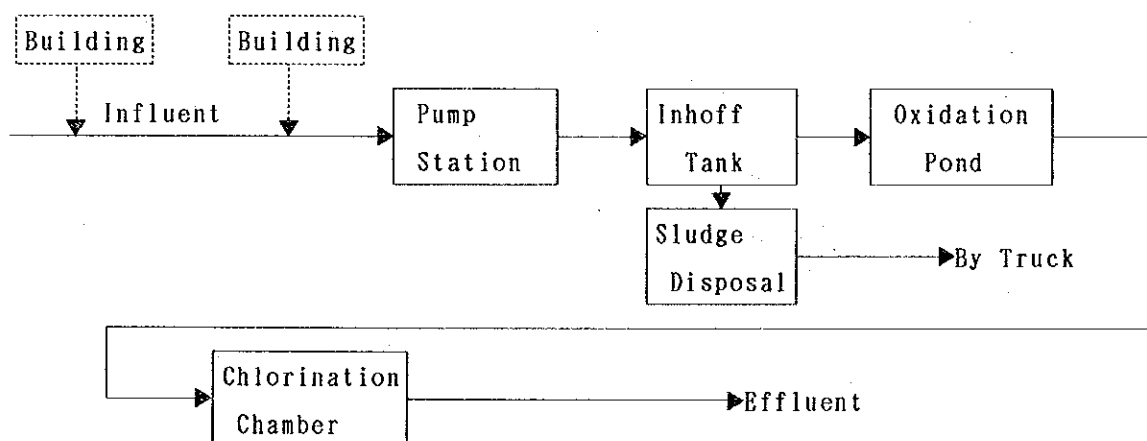 Building
Building
Influent
Pump
Station
Inhoff
Tank
Oxidation
Pond
Sludge
Disposal
By Truck
Chlorination
Chamber
Effluent